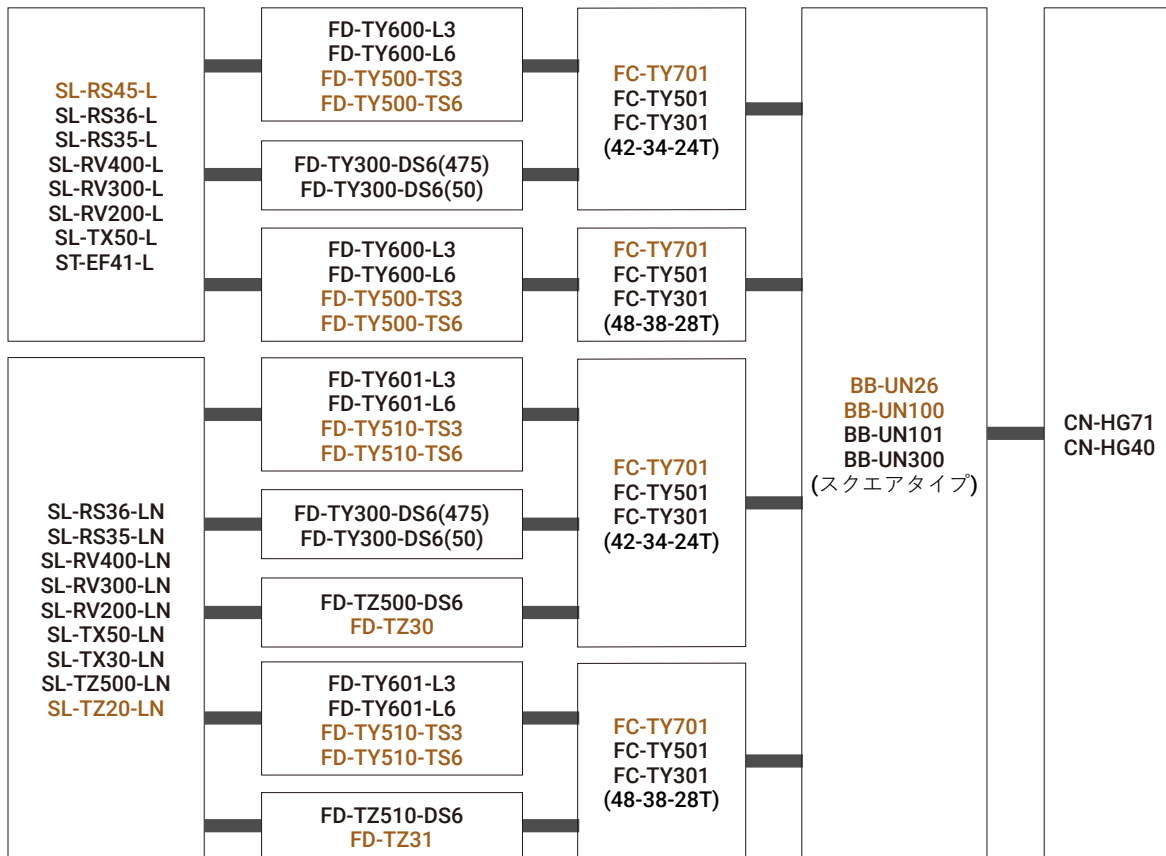 SL-RS45-L
SL-RS36-L
SL-RS35-L
SL-RV400-L
SL-RV300-L
SL-RV200-L
SL-TX50-L
ST-EF41-L
FD-TY600-L3
FD-TY600-L6
FD-TY500-TS3
FD-TY500-TS6
FD-TY300-DS6(475)
FD-TY300-DS6(50)
FC-TY701
FC-TY501
FC-TY301
(42-34-24T)
FD-TY600-L3
FD-TY600-L6
FD-TY500-TS3
FD-TY500-TS6
FC-TY701
FC-TY501
FC-TY301
(48-38-28T)
SL-RS36-LN
SL-RS35-LN
SL-RV400-LN
SL-RV300-LN
SL-RV200-LN
SL-TX50-LN
SL-TX30-LN
SL-TZ500-LN
SL-TZ20-LN
FD-TY601-L3
FD-TY601-L6
FD-TY510-TS3
FD-TY510-TS6
FD-TY300-DS6(475)
FD-TY300-DS6(50)
FD-TZ500-DS6
FD-TZ30
FC-TY701
FC-TY501
FC-TY301
(42-34-24T)
FD-TY601-L3
FD-TY601-L6
FD-TY510-TS3
FD-TY510-TS6
FD-TZ510-DS6
FD-TZ31
FC-TY701
FC-TY501
FC-TY301
(48-38-28T)
BB-UN26
BB-UN100
BB-UN101
BB-UN300
(スクエアタイプ)
CN-HG71
CN-HG40